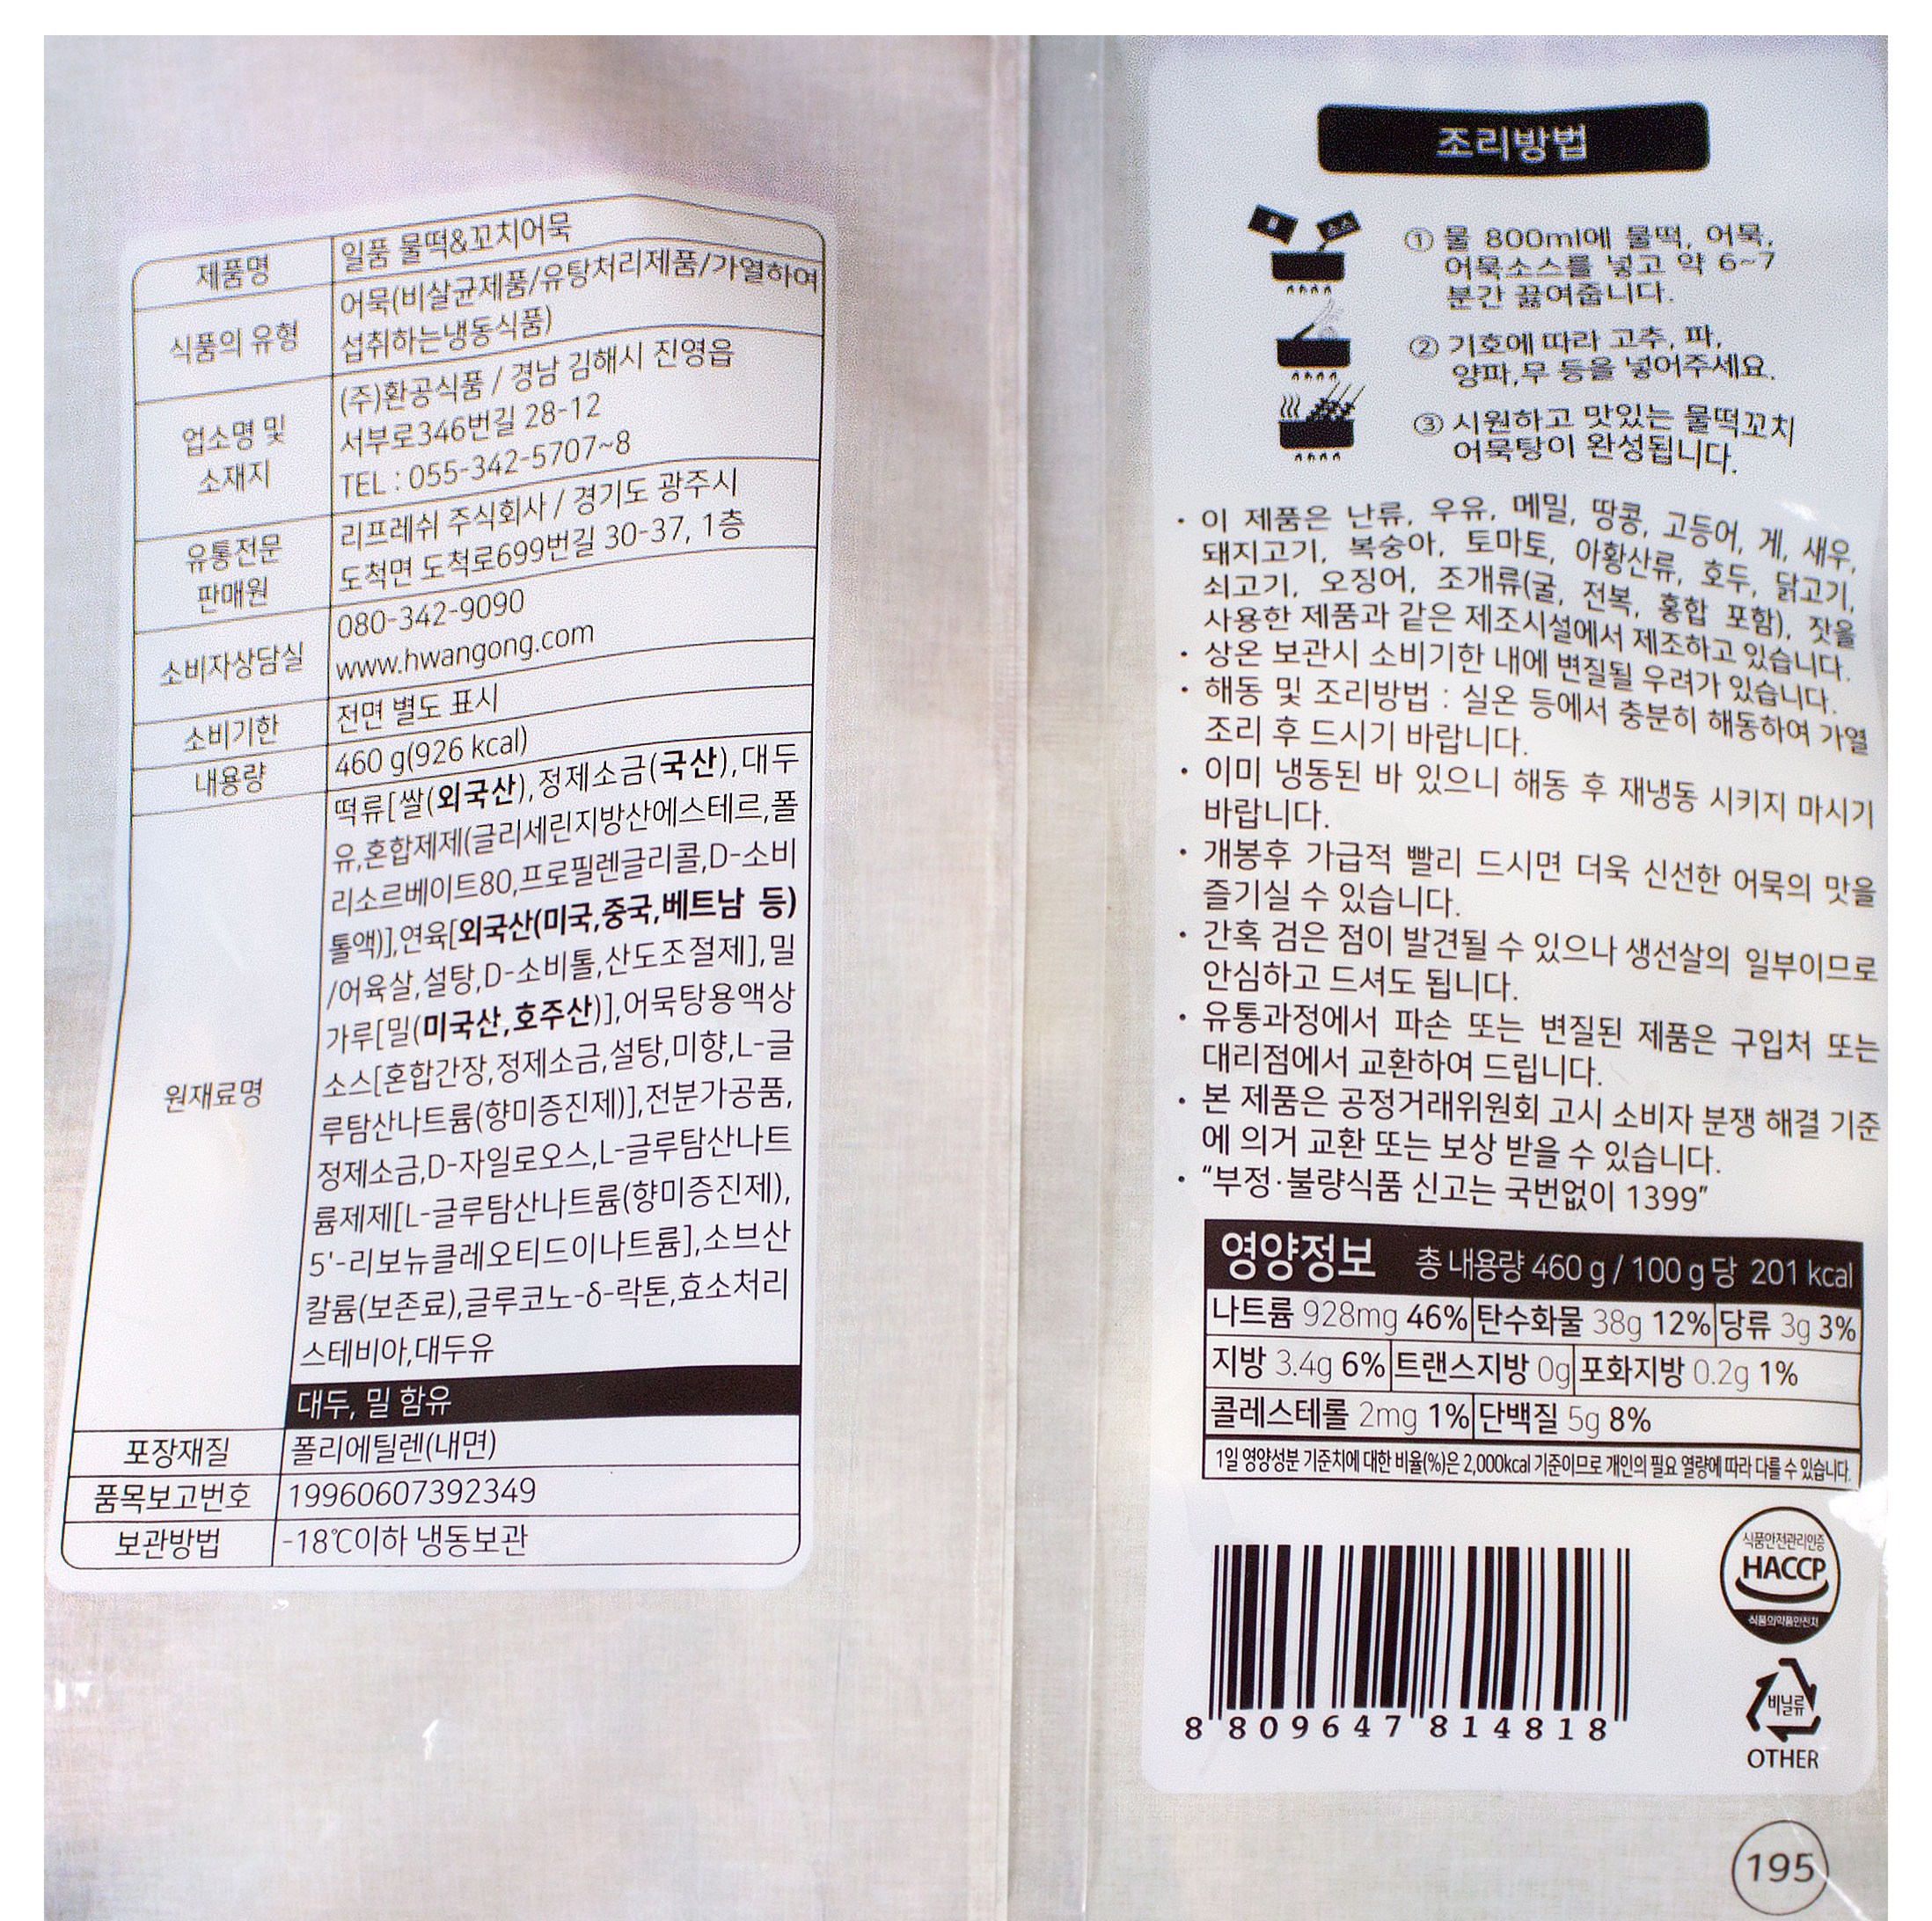 제품명
일품 물떡&꼬치어묵
식품의 유형
어묵(비살균제품/유탕처리제품/가열하여
섭취하는냉동식품)
업소명 및
소재지
(주)환공식품 / 경남 김해시 진영읍
서부로346번길 28-12
TEL : 055-342-5707~8
유통전문
판매원
리프레쉬 주식회사 / 경기도 광주시
도척면 도척로699번길 30-37, 1층
소비자상담실
080-342-9090
www.hwangong.com
소비기한
전면 별도 표시
내용량
460 g(926 kcal)
원재료명
떡류[쌀(외국산),정제소금(국산),대두
유,혼합제제(글리세린지방산에스테르,폴
리소르베이트80,프로필렌글리콜,D-소비
톨액)],연육[외국산(미국,중국,베트남 등)
/어육살,설탕,D-소비톨,산도조절제],밀
가루[밀(미국산,호주산)],어묵탕용액상
소스[혼합간장,정제소금,설탕,미향,L-글
루탐산나트륨(향미증진제)],전분가공품,
정제소금,D-자일로오스,L-글루탐산나트
륨제제[L-글루탐산나트륨(향미증진제),
5'-리보뉴클레오티드이나트륨],소브산
칼륨(보존료),글루코노-δ-락톤,효소처리
스테비아,대두유
대두, 밀 함유
포장재질
폴리에틸렌(내면)
품목보고번호
19960607392349
보관방법
-18℃이하 냉동보관
조리방법
① 물 800ml에 물떡, 어묵,
어묵소스를 넣고 약 6~7
분간 끓여줍니다.
② 기호에 따라 고추, 파,
양파,무 등을 넣어주세요.
③ 시원하고 맛있는 물떡꼬치
어묵탕이 완성됩니다.
• 이 제품은 난류, 우유, 메밀, 땅콩, 고등어, 게, 새우,
돼지고기, 복숭아, 토마토, 아황산류, 호두, 닭고기,
쇠고기, 오징어, 조개류(굴, 전복, 홍합 포함), 잣을
사용한 제품과 같은 제조시설에서 제조하고 있습니다.
• 상온 보관시 소비기한 내에 변질될 우려가 있습니다.
• 해동 및 조리방법 : 실온 등에서 충분히 해동하여 가열
조리 후 드시기 바랍니다.
• 이미 냉동된 바 있으니 해동 후 재냉동 시키지 마시기
바랍니다.
• 개봉후 가급적 빨리 드시면 더욱 신선한 어묵의 맛을
즐기실 수 있습니다.
• 간혹 검은 점이 발견될 수 있으나 생선살의 일부이므로
안심하고 드셔도 됩니다.
• 유통과정에서 파손 또는 변질된 제품은 구입처 또는
대리점에서 교환하여 드립니다.
• 본 제품은 공정거래위원회 고시 소비자 분쟁 해결 기준
에 의거 교환 또는 보상 받을 수 있습니다.
• "부정·불량식품 신고는 국번없이 1399"
영양정보 총 내용량 460 g / 100 g 당 201 kcal
나트륨 928mg 46% 탄수화물 38g 12% 당류 3g 3%
지방 3.4g 6% 트랜스지방 0g 포화지방 0.2g 1%
콜레스테롤 2mg 1% 단백질 5g 8%
1일 영양성분 기준치에 대한 비율(%)은 2,000kcal 기준이므로 개인의 필요 열량에 따라 다를 수 있습니다.
식품안전관리인증
HACCP
식품의약품안전처
8 809647 814818
비닐류
OTHER
195